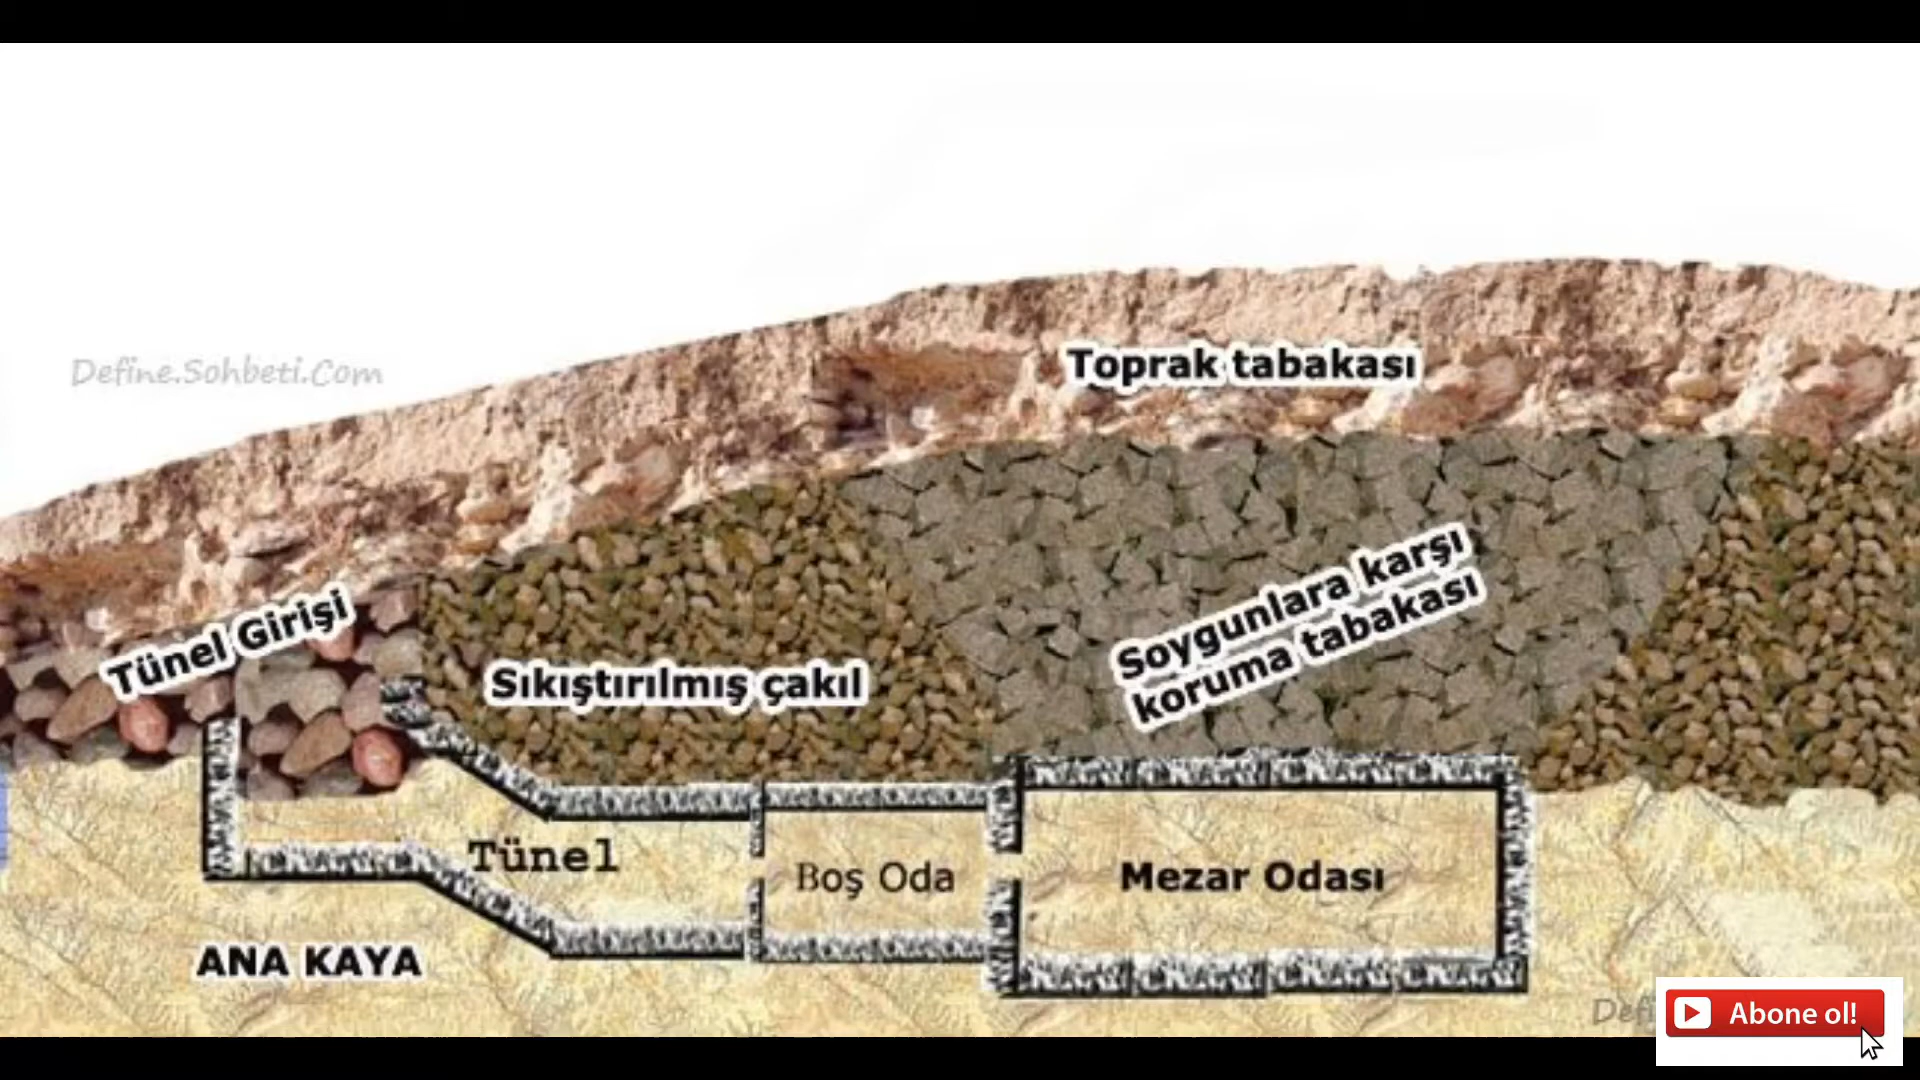 Define.Sohbeti.Com
Toprak tabakası
Soygunlara karşı
koruma tabakası
Tünel Girişi
Sıkıştırılmış çakıl
Tünel
Boş Oda
Mezar Odası
ANA KAYA
Abone ol!